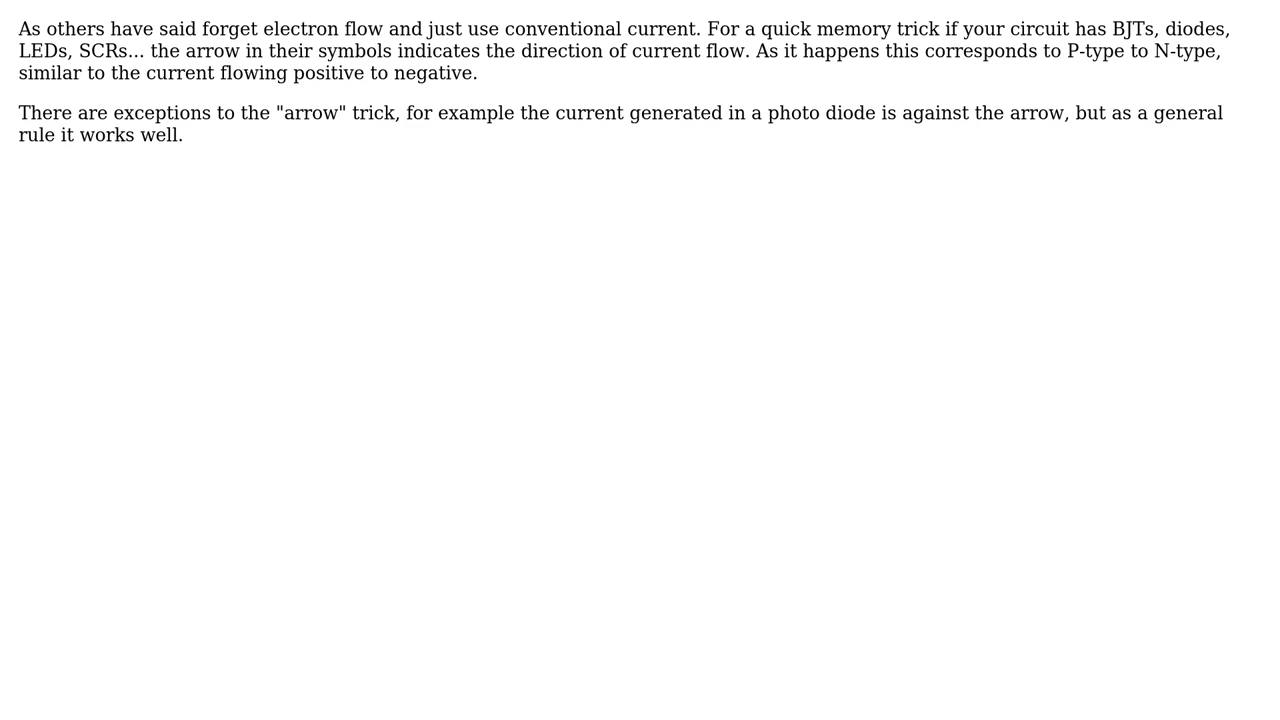 As others have said forget electron flow and just use conventional current. For a quick memory trick if your circuit has BJTs, diodes,
LEDs, SCRs... the arrow in their symbols indicates the direction of current flow. As it happens this corresponds to P-type to N-type,
similar to the current flowing positive to negative.
There are exceptions to the "arrow" trick, for example the current generated in a photo diode is against the arrow, but as a general
rule it works well.